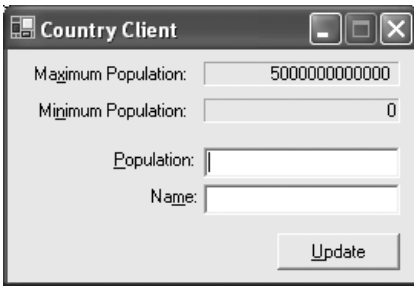 Country Client
Maximum Population: 5000000000000
Minimum Population: 0
Population:
Name:
Update